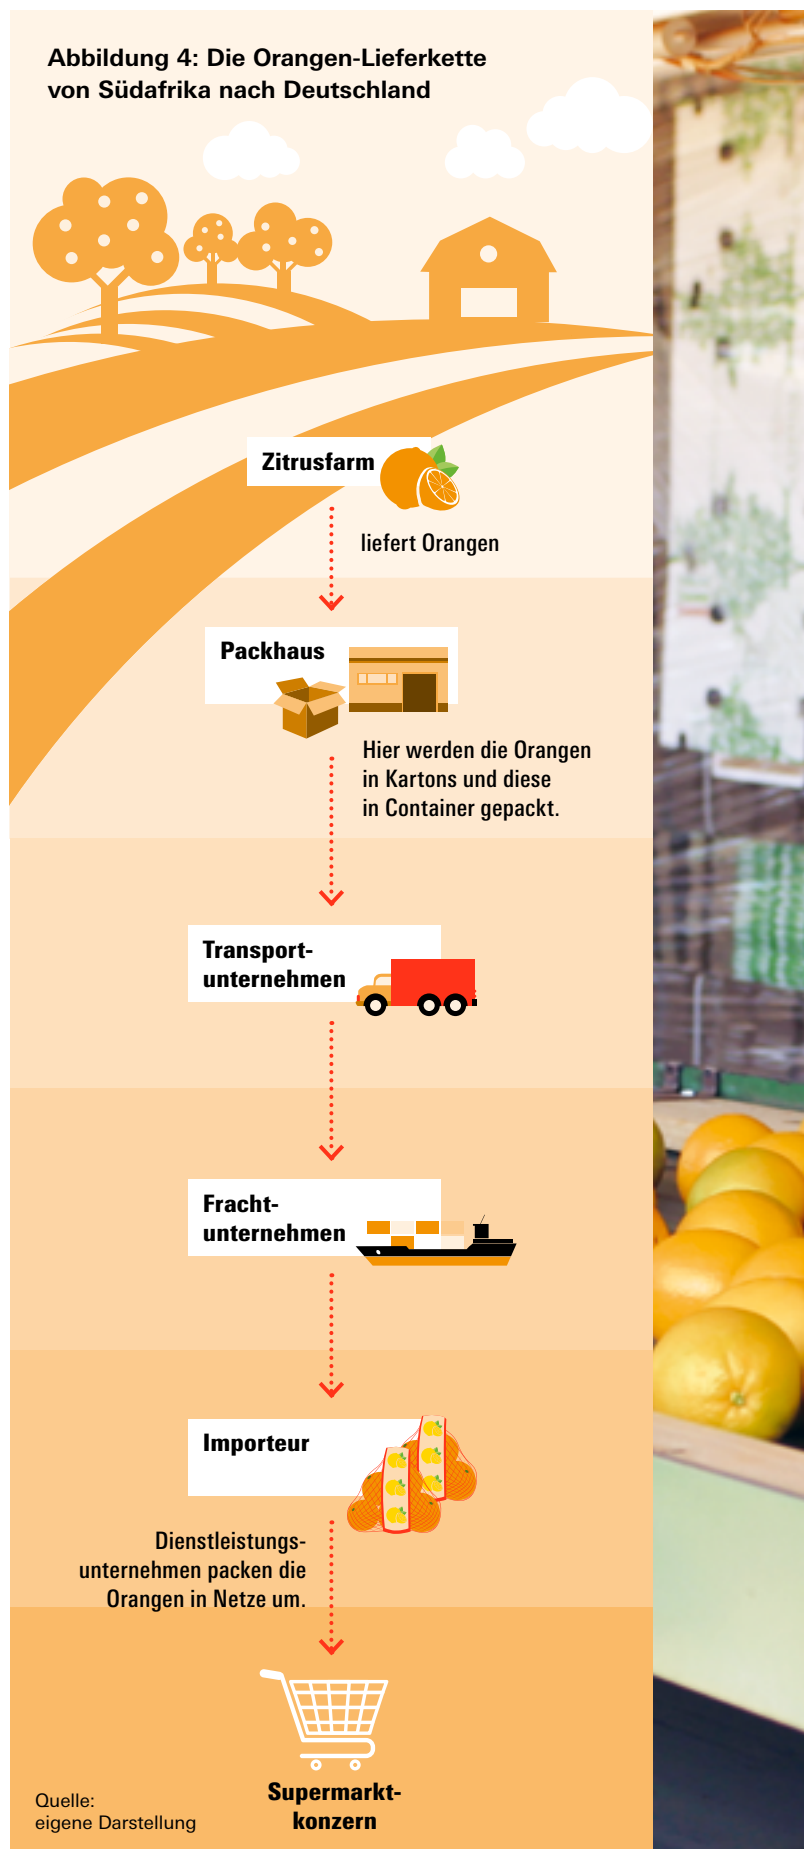 Abbildung 4: Die Orangen-Lieferkette
von Südafrika nach Deutschland
Zitrusfarm
liefert Orangen
Packhaus
Hier werden die Orangen
in Kartons und diese
in Container gepackt.
Transport-
unternehmen
Fracht-
unternehmen
Importeur
Dienstleistungs-
unternehmen packen die
Orangen in Netze um.
Supermarkt-
konzern
Quelle:
eigene Darstellung